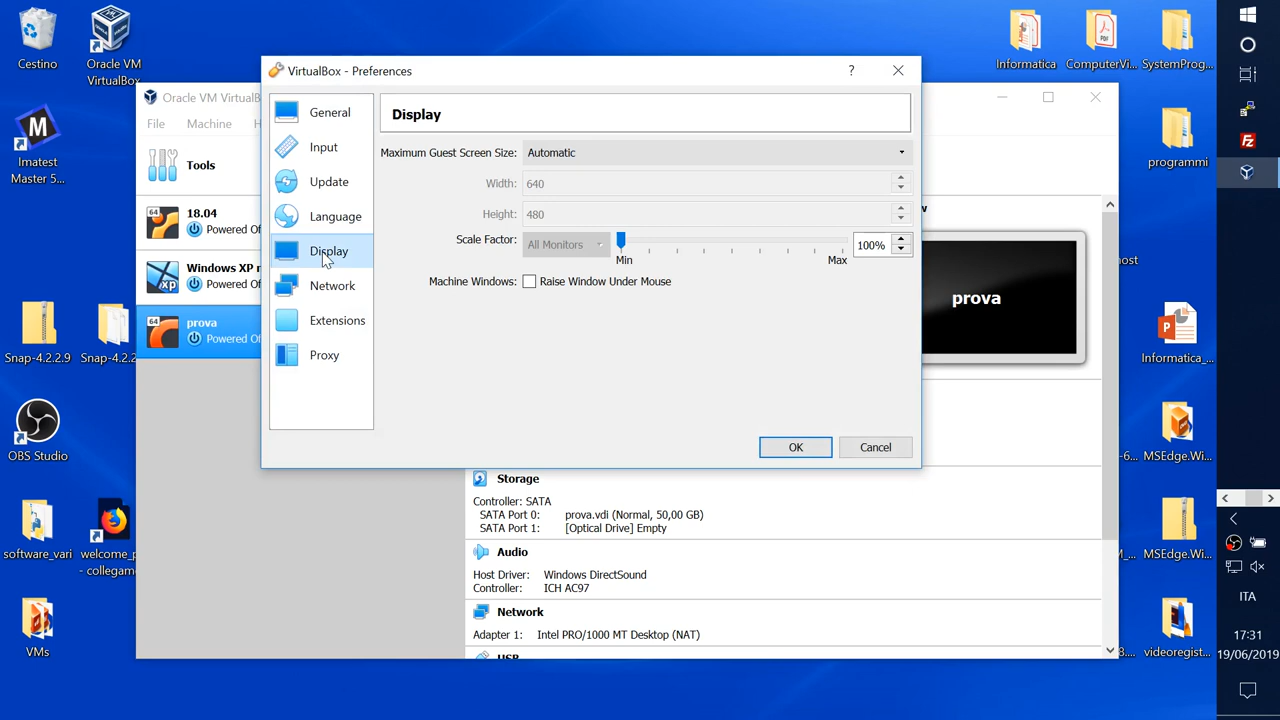 Cestino
Oracle VM
VirtualBox
Imatest
Master 5...
Snap-4.2.2.9
Snap-4.2.2
OBS Studio
software_vari
welcome_p
- collegam
VMs
Informatica
ComputerVi...
SystemProg...
programmi
Informatica_...
MSEdge.Wi...
MSEdge.Wi...
videoregist...
Oracle VM VirtualB
File
Machine
H
Tools
64
18.04
Powered Of
xp
Windows XP r
Powered Of
64
prova
Powered Of
VirtualBox - Preferences
?
General
Input
Update
Language
Display
Network
Extensions
Proxy
Display
Maximum Guest Screen Size:
Automatic
Width:
640
Height:
480
Scale Factor:
All Monitors
Min
Max
100%
Machine Windows:
Raise Window Under Mouse
OK
Cancel
w
prova
ost
Storage
Controller: SATA
SATA Port 0:
prova.vdi (Normal, 50,00 GB)
SATA Port 1:
[Optical Drive] Empty
Audio
Host Driver:
Windows DirectSound
Controller:
ICH AC97
Network
Adapter 1:
Intel PRO/1000 MT Desktop (NAT)
USB
ITA
17:31
19/06/2019